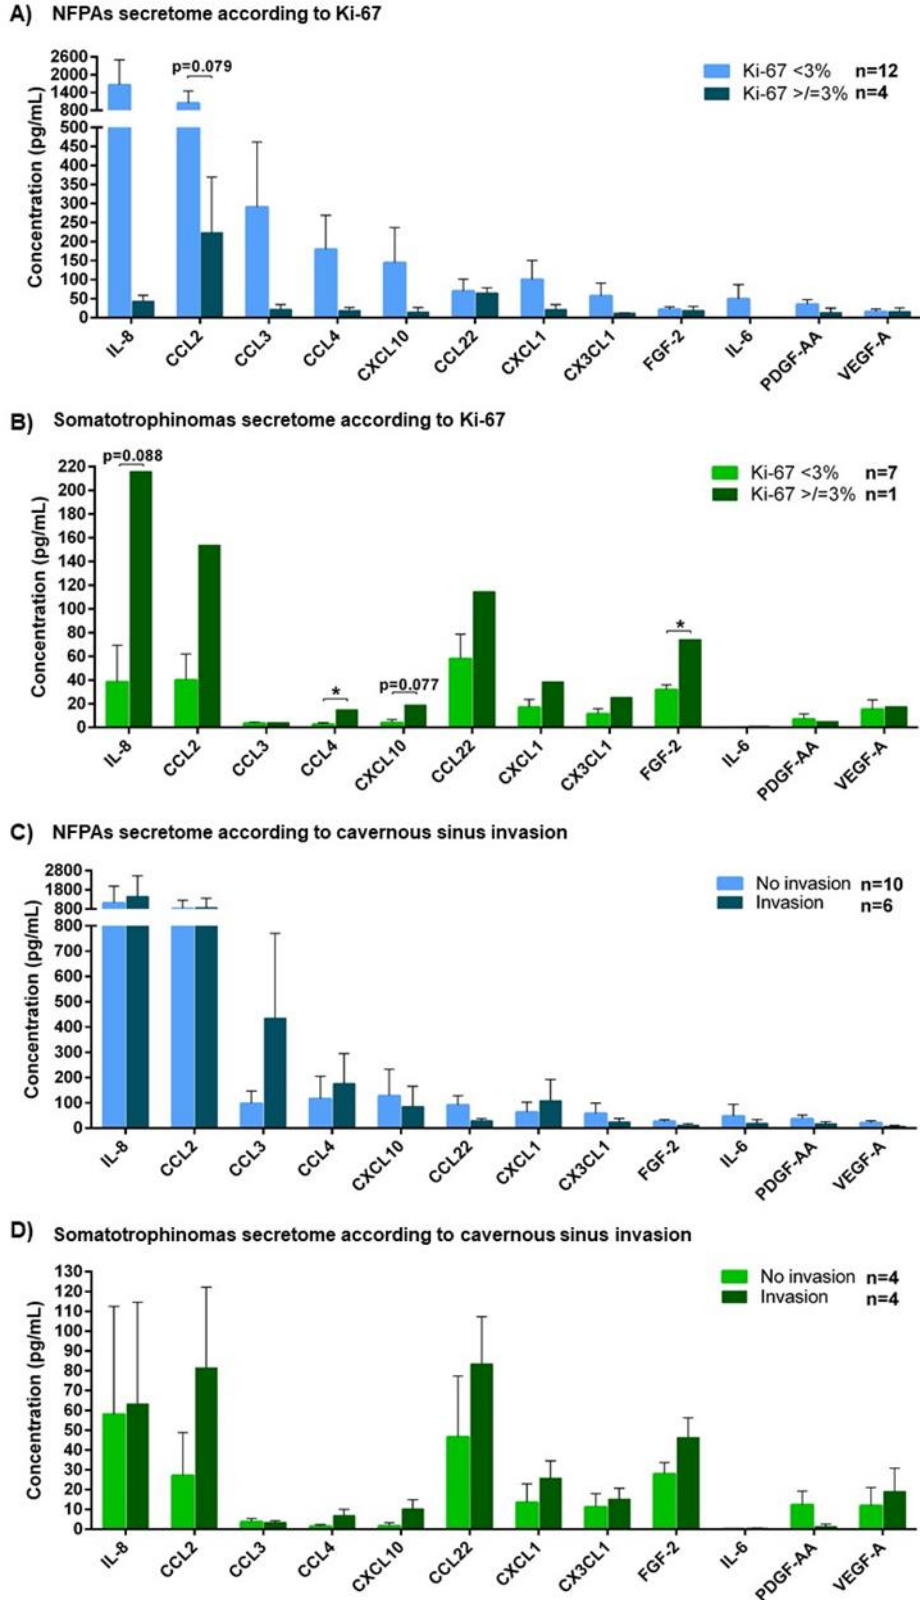 A) NFPAs secretome according to Ki-67
Concentration (pg/mL)
2600
2000
1400
800
500
450
400
350
300
250
200
150
100
50
0
p=0.079
Ki-67 <3% n=12
Ki-67 >/=3% n=4
IL-8 CCL2 CCL3 CCL4 CXCL10 CCL22 CXCL1 CX3CL1 FGF-2 IL-6 PDGF-AA VEGF-A
B) Somatotrophinomas secretome according to Ki-67
Concentration (pg/mL)
220
200
180
160
140
120
100
80
60
40
20
0
p=0.088
*
p=0.077
*
Ki-67 <3% n=7
Ki-67 >/=3% n=1
IL-8 CCL2 CCL3 CCL4 CXCL10 CCL22 CXCL1 CX3CL1 FGF-2 IL-6 PDGF-AA VEGF-A
C) NFPAs secretome according to cavernous sinus invasion
Concentration (pg/mL)
2800
1800
800
800
700
600
500
400
300
200
100
0
No invasion n=10
Invasion n=6
IL-8 CCL2 CCL3 CCL4 CXCL10 CCL22 CXCL1 CX3CL1 FGF-2 IL-6 PDGF-AA VEGF-A
D) Somatotrophinomas secretome according to cavernous sinus invasion
Concentration (pg/mL)
130
120
110
100
90
80
70
60
50
40
30
20
10
0
No invasion n=4
Invasion n=4
IL-8 CCL2 CCL3 CCL4 CXCL10 CCL22 CXCL1 CX3CL1 FGF-2 IL-6 PDGF-AA VEGF-A